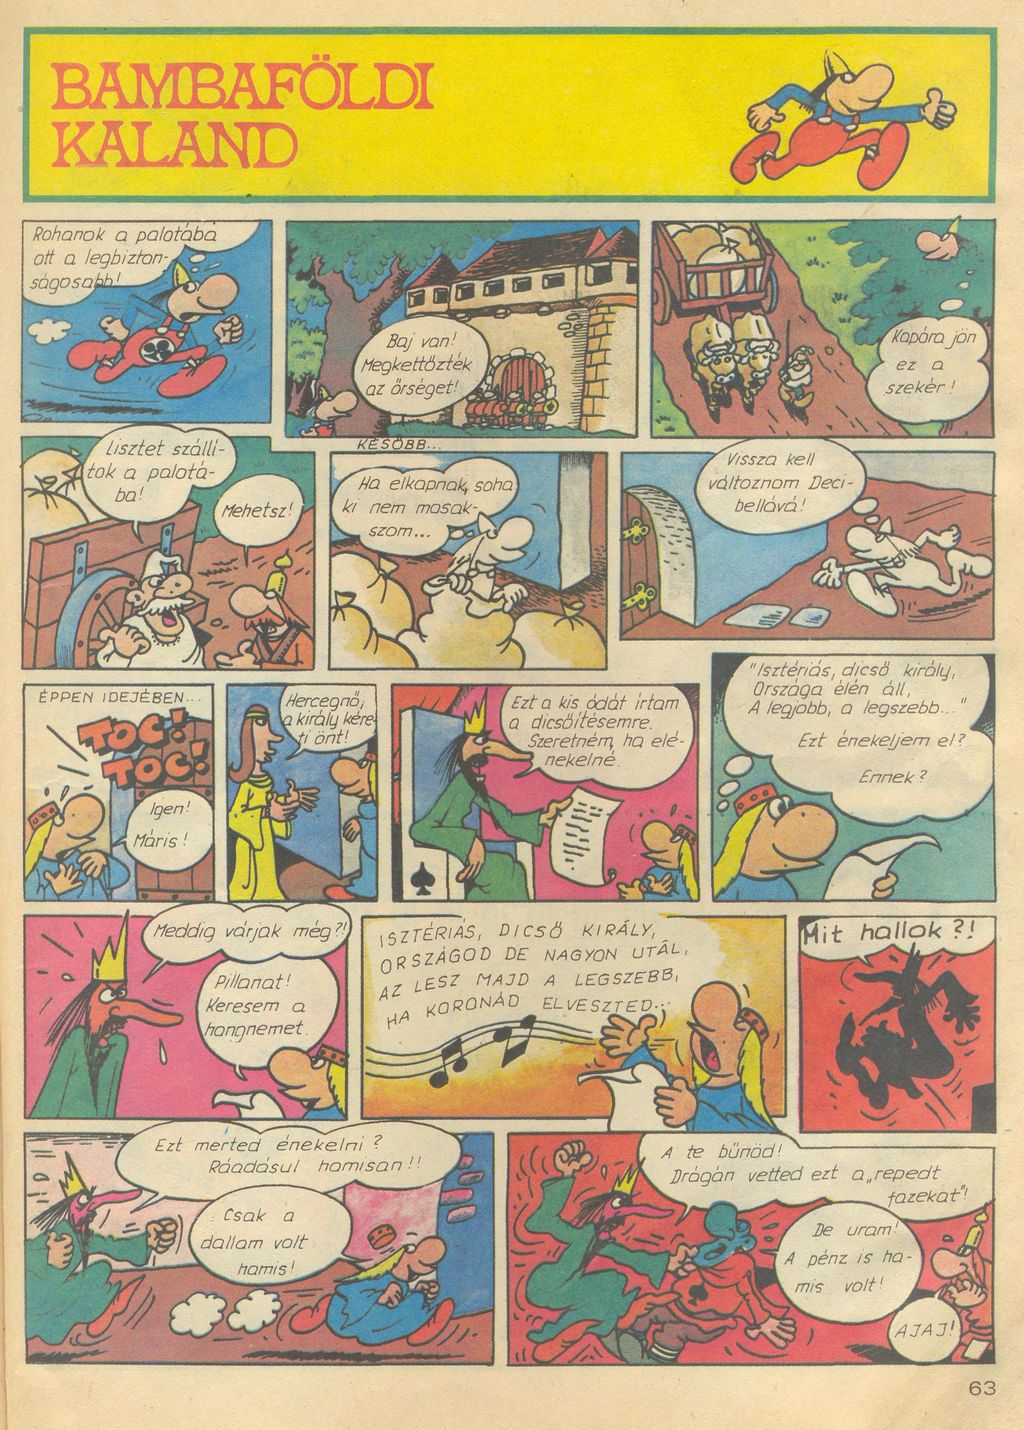 BAMBAFÖLDI
KALAND
Rohanok a palotába
ott a legbizton-
ságosabb!
Baj van!
Megkettőzték
az őrséget!
Kapóra jön
ez a
szekér!
Lisztet szállí-
tok a palotá-
ba!
Mehetsz!
KÉSŐBB...
Ha elkapnak, soha
ki nem mosak-
szom...
Vissza kell
változnom Deci-
bellává!
ÉPPEN IDEJÉBEN...
TOC!
TOC!
Igen!
Máris!
Hercegnő,
a király kére-
ti önt!
Ezt a kis ódát írtam
a dicsőítésemre.
Szeretném, ha elé-
nekelné.
"Isztériás, dicső király,
Országa élén áll,
A legjobb, a legszebb..."
Ezt énekeljem el?
Ennek?
Meddig várjak még?!
Pillanat!
Keresem a
hangnemet.
ISZTÉRIÁS, DICSŐ KIRÁLY,
ORSZÁGOD DE NAGYON UTÁL,
AZ LESZ MAJD A LEGSZEBB,
HA KORONÁD ELVESZTED...
Mit hallok?!
Ezt merted énekelni?
Ráadásul hamisan!!
Csak a
dallam volt
hamis!
A te bűnöd!
Drágán vetted ezt a „repedt
fazekat"!
De uram!
A pénz is ha-
mis volt!
AJAJ!
63